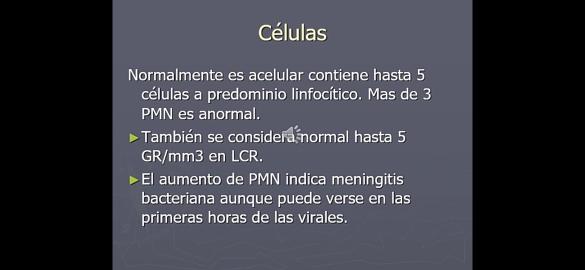 Células
Normalmente es acelular contiene hasta 5
células a predominio linfocítico. Mas de 3
PMN es anormal.
También se considera normal hasta 5
GR/mm3 en LCR.
El aumento de PMN indica meningitis
bacteriana aunque puede verse en las
primeras horas de las virales.